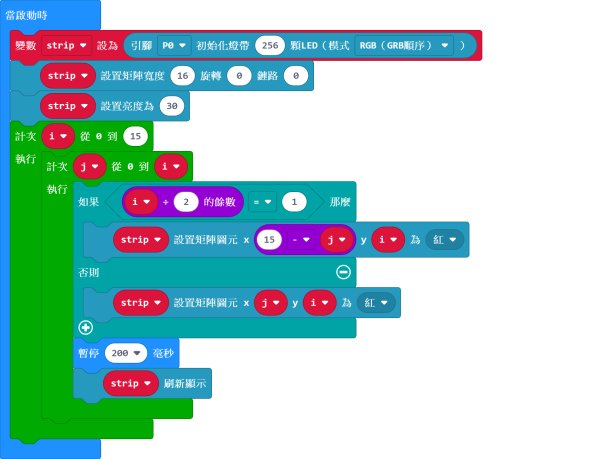 當啟動時
變數 strip 設為 引腳 P0 初始化燈帶 256 顆LED（模式 RGB（GRB順序） ）
strip 設置矩陣寬度 16 旋轉 0 鏈路 0
strip 設置亮度為 30
計次 i 從 0 到 15
執行 計次 j 從 0 到 i
執行 如果 i ÷ 2 的餘數 = 1 那麼
strip 設置矩陣圖元 x 15 - j y i 為 紅
否則
strip 設置矩陣圖元 x j y i 為 紅
暫停 200 毫秒
strip 刷新顯示